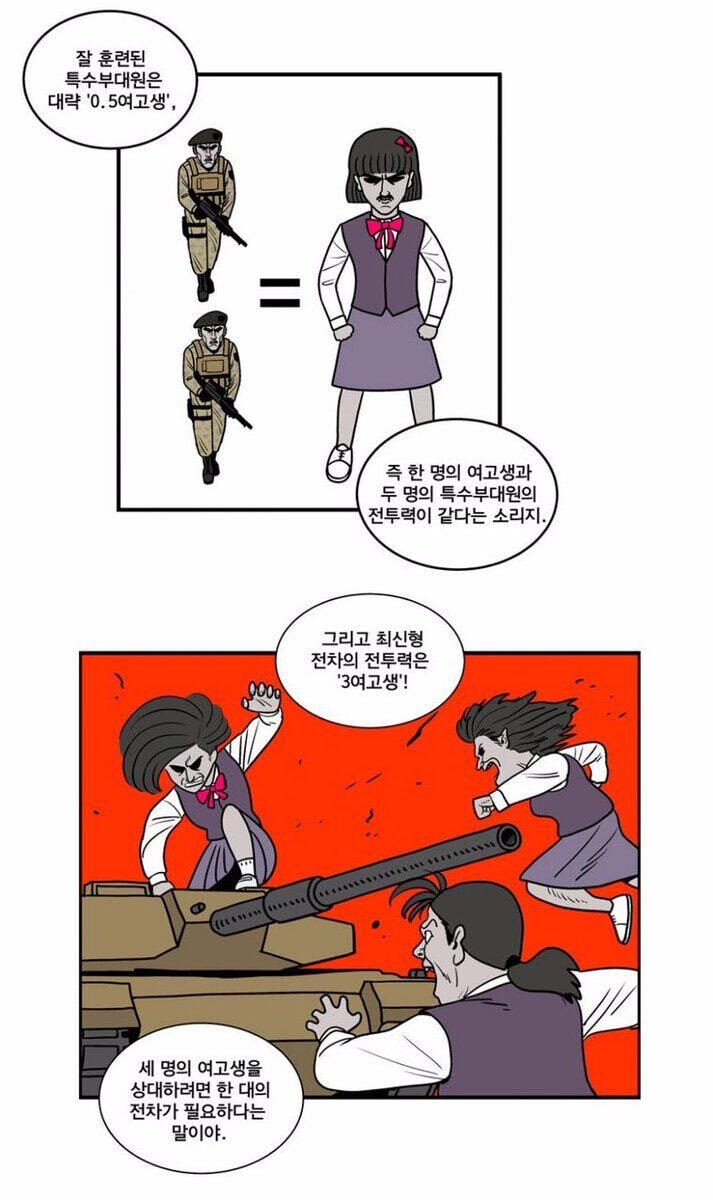 잘 훈련된
특수부대원은
대략 '0.5여고생',
=
즉 한 명의 여고생과
두 명의 특수부대원의
전투력이 같다는 소리지.
그리고 최신형
전차의 전투력은
'3여고생'!
세 명의 여고생을
상대하려면 한 대의
전차가 필요하다는
말이야.